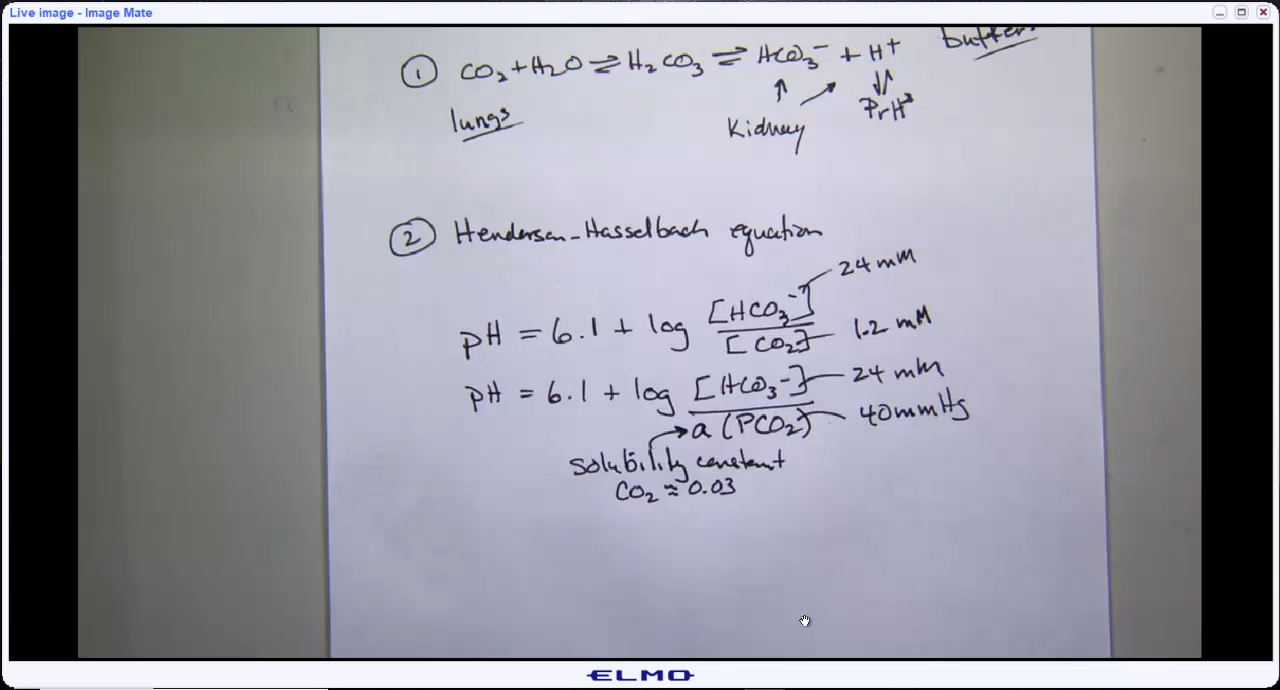 Live image - Image Mate
① CO₂ + H₂O ⇌ H₂CO₃ ⇌ HCO₃⁻ + H⁺ buffers
lungs
Kidney
PrH
② Henderson-Hasselbach equation
pH = 6.1 + log [HCO₃⁻] / [CO₂] 24 mM 1.2 mM
pH = 6.1 + log [HCO₃⁻] / a (PCO₂) 24 mM 40 mmHg
solubility constant
CO₂ ≈ 0.03
ELMO